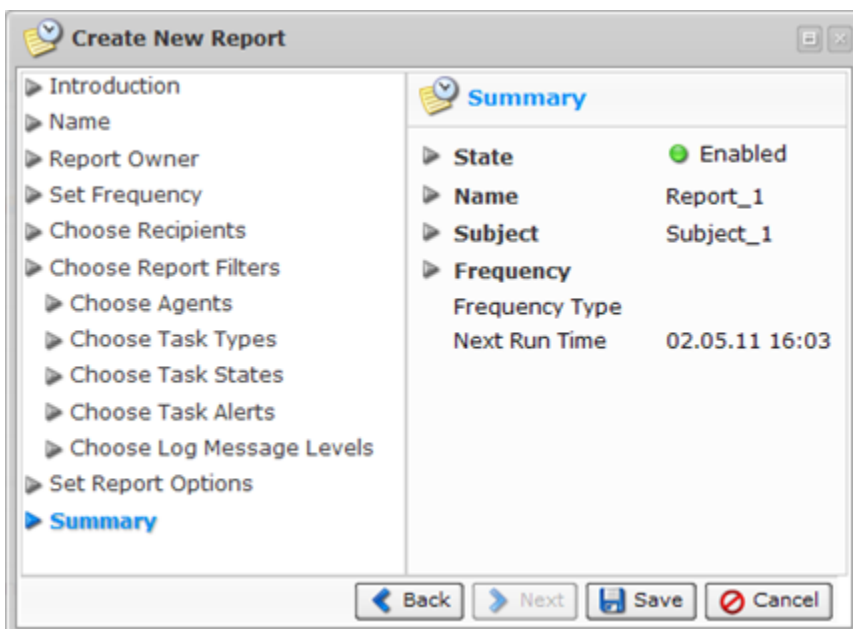 Create New Report
Introduction
Name
Report Owner
Set Frequency
Choose Recipients
Choose Report Filters
Choose Agents
Choose Task Types
Choose Task States
Choose Task Alerts
Choose Log Message Levels
Set Report Options
Summary
Summary
State Enabled
Name Report_1
Subject Subject_1
Frequency
Frequency Type
Next Run Time 02.05.11 16:03
Back Next Save Cancel